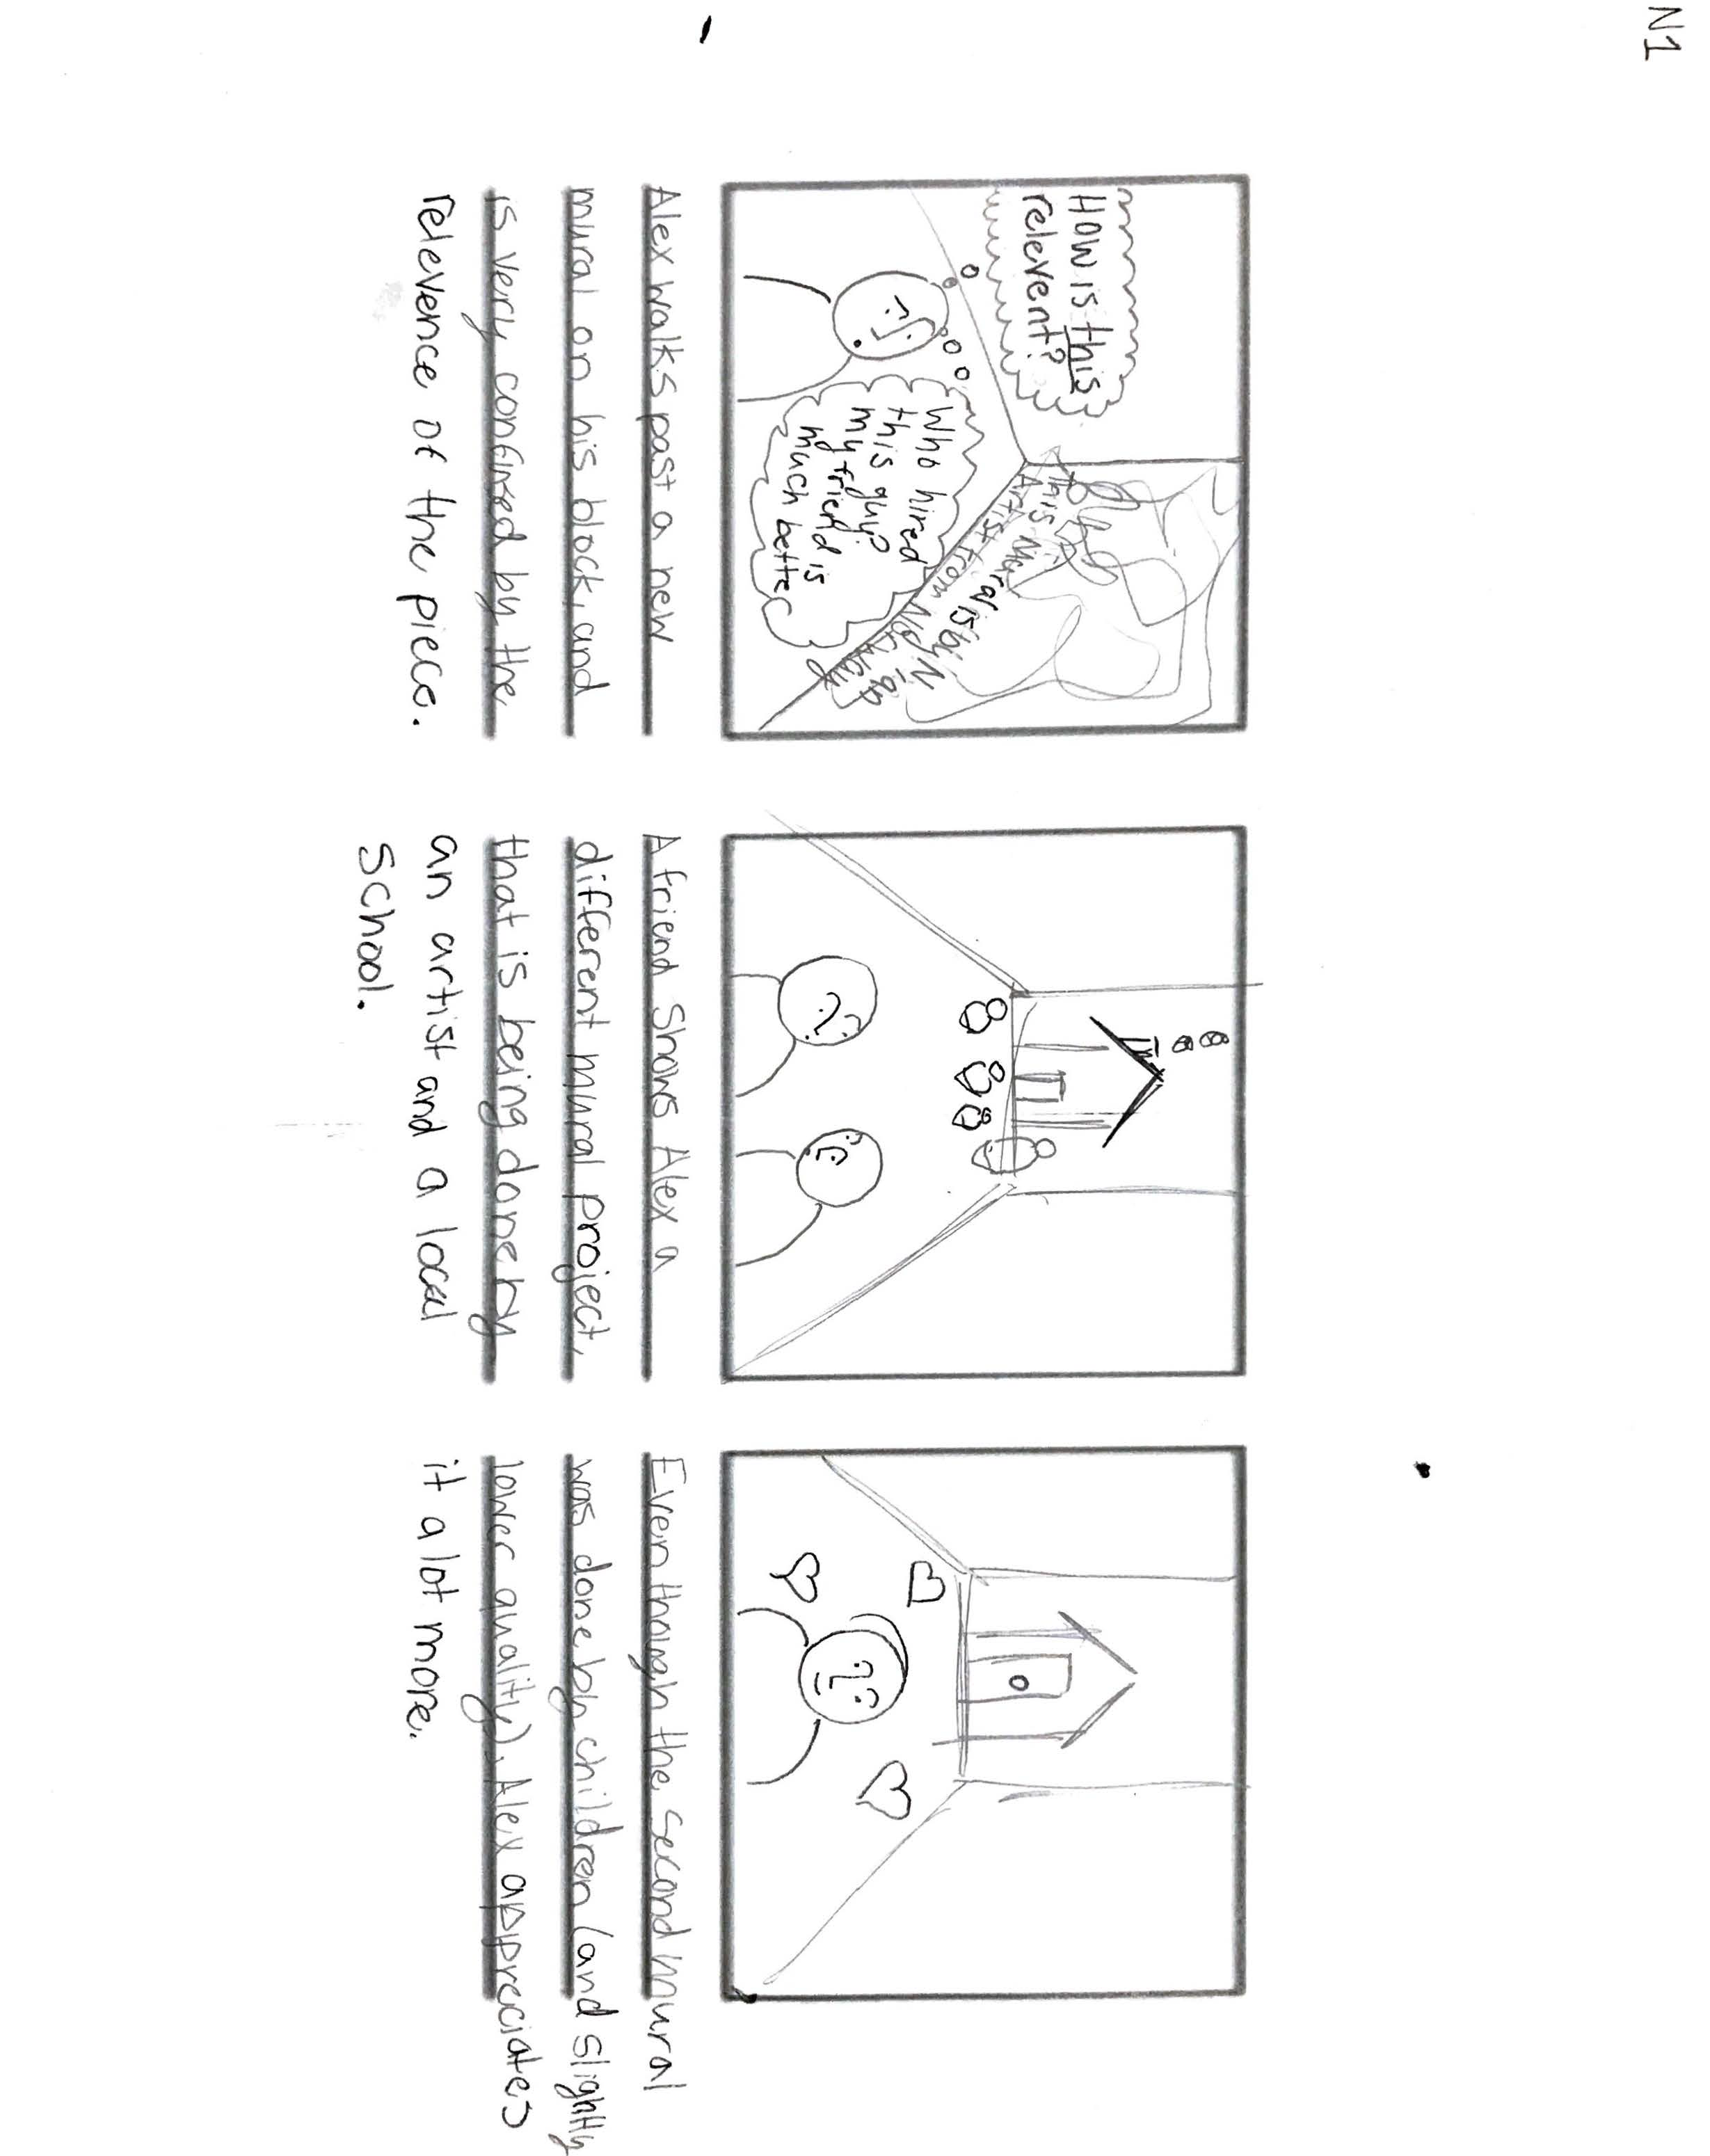 N1
How is this
relevent?
Who hired
this guy?
my friend is
much better
This Mural is by
Artist from
Alex walks past a new
mural on his block, and
is very confused by the
relevence of the piece.
A friend shows Alex a
different mural project,
that is being done by
an artist and a local
school.
Even though the second mural
was done by children (and slightly
lower quality), Alex appreciates
it a lot more.